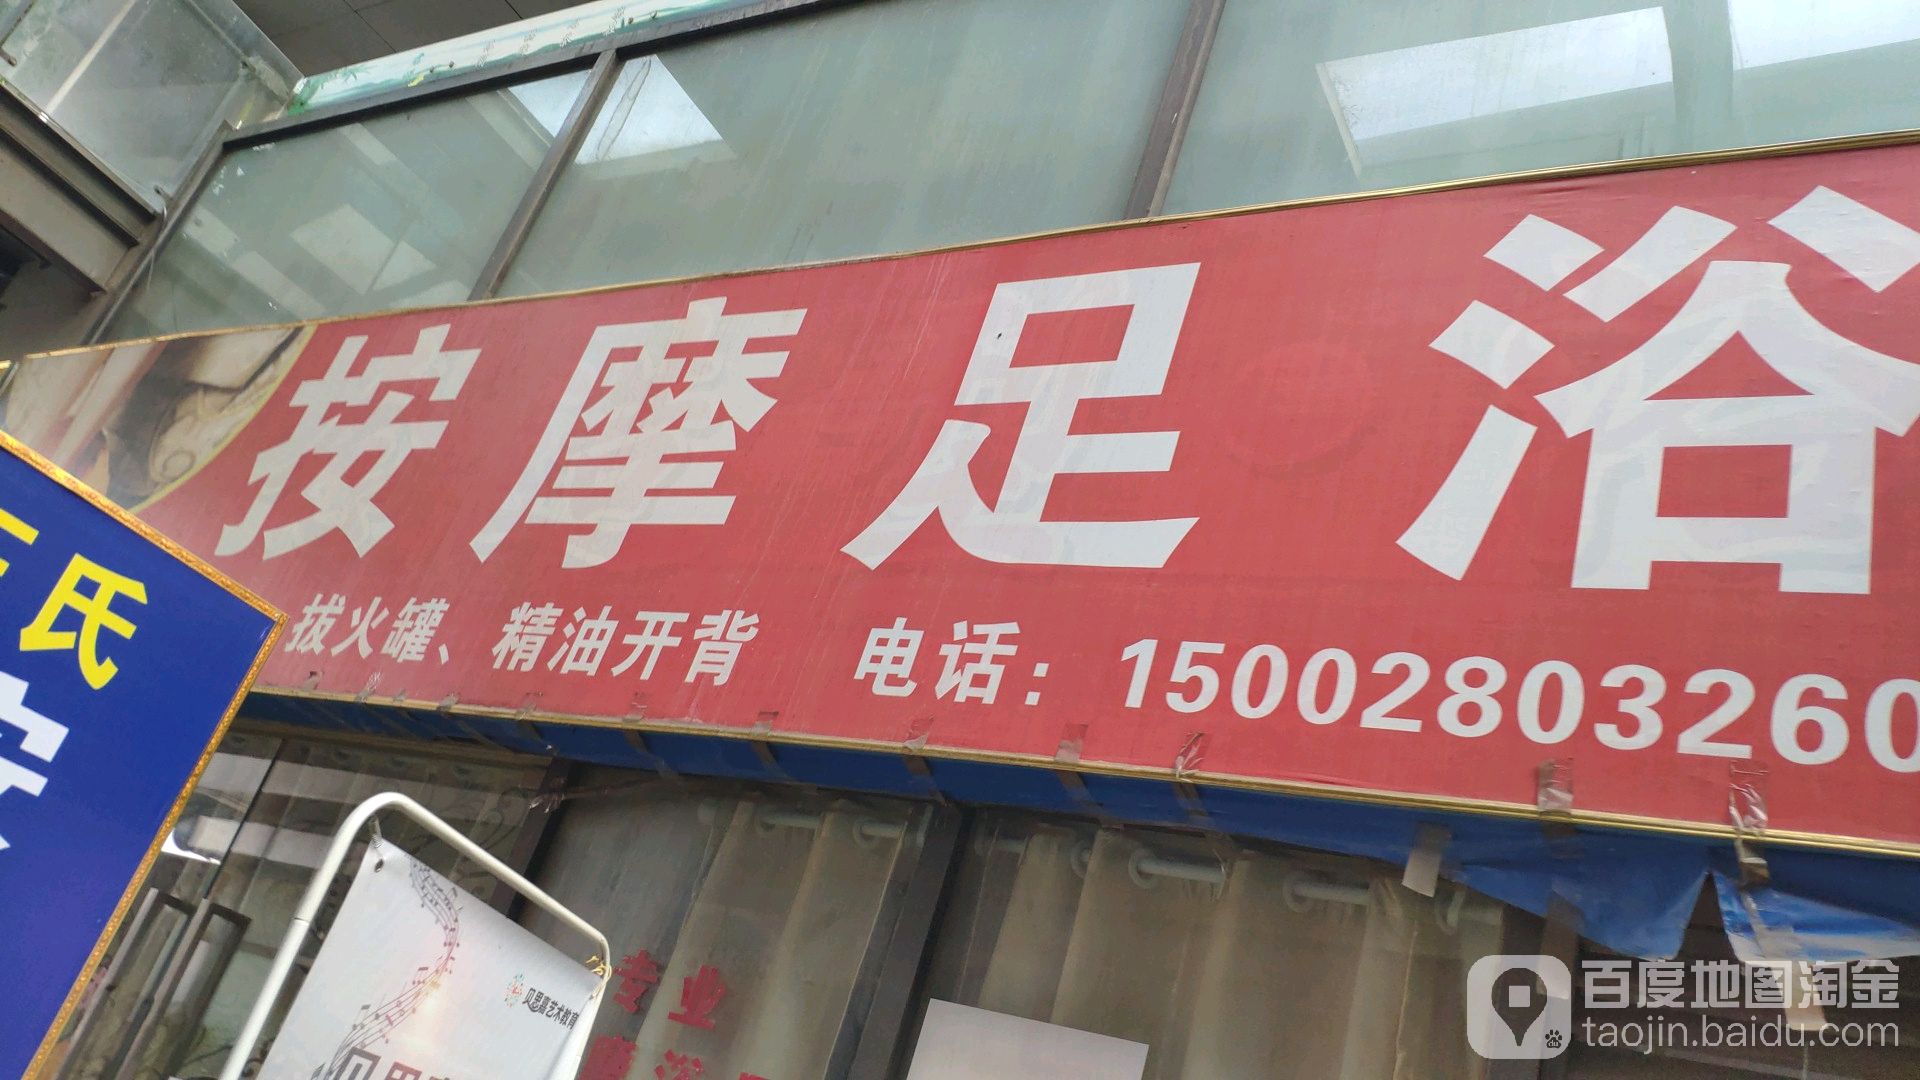 按摩足浴
拔火罐、精油开背 电话：15002803260
氏
贝思嘉艺术教育
专业
百度地图淘金
taojin.baidu.com